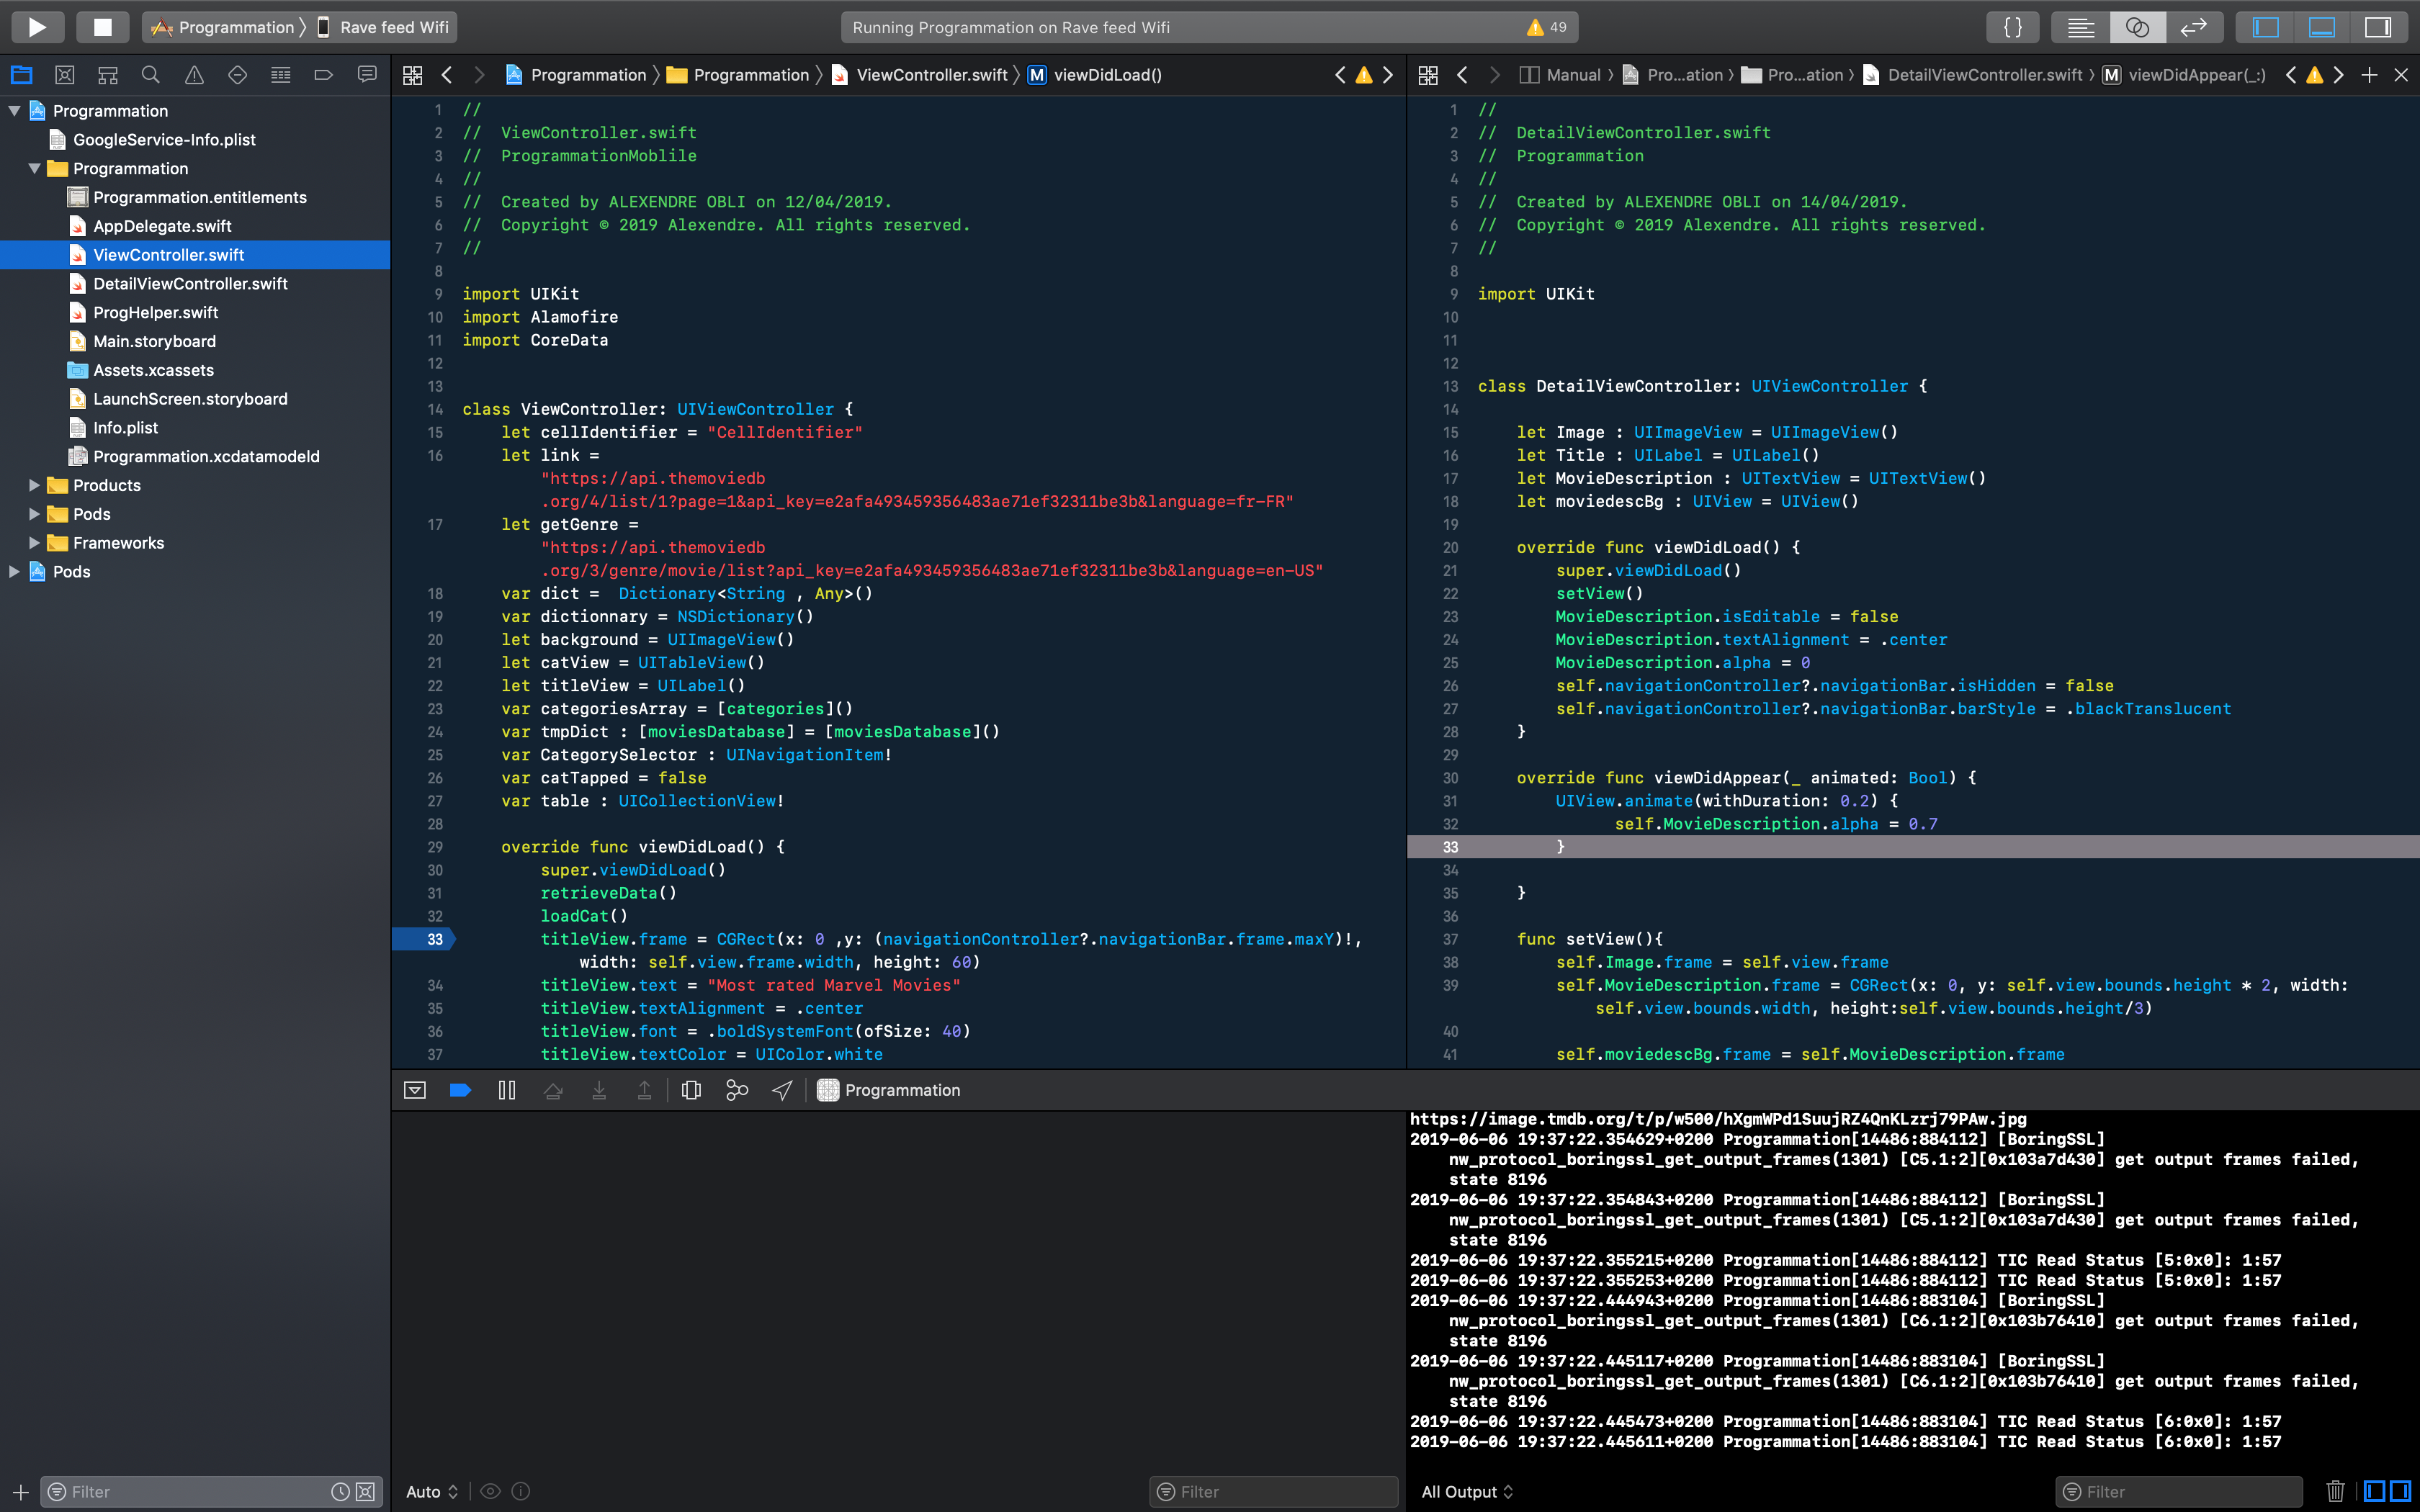 Programmation 〉 Rave feed Wifi
Running Programmation on Rave feed Wifi
49
{ }
Programmation 〉 Programmation 〉 ViewController.swift 〉 M viewDidLoad()
Manual 〉 Pro...ation 〉 Pro...ation 〉 DetailViewController.swift 〉 M viewDidAppear(_:)
Programmation
GoogleService-Info.plist
Programmation
Programmation.entitlements
AppDelegate.swift
ViewController.swift
DetailViewController.swift
ProgHelper.swift
Main.storyboard
Assets.xcassets
LaunchScreen.storyboard
Info.plist
Programmation.xcdatamodeld
Products
Pods
Frameworks
Pods
Filter
1 //
2 //  ViewController.swift
3 //  ProgrammationMoblile
4 //
5 //  Created by ALEXENDRE OBLI on 12/04/2019.
6 //  Copyright © 2019 Alexendre. All rights reserved.
7 //
8
9 import UIKit
10 import Alamofire
11 import CoreData
12
13
14 class ViewController: UIViewController {
15     let cellIdentifier = "CellIdentifier"
16     let link =
"https://api.themoviedb
.org/4/list/1?page=1&api_key=e2afa493459356483ae71ef32311be3b&language=fr-FR"
17     let getGenre =
"https://api.themoviedb
.org/3/genre/movie/list?api_key=e2afa493459356483ae71ef32311be3b&language=en-US"
18     var dict =  Dictionary<String , Any>()
19     var dictionnary = NSDictionary()
20     let background = UIImageView()
21     let catView = UITableView()
22     let titleView = UILabel()
23     var categoriesArray = [categories]()
24     var tmpDict : [moviesDatabase] = [moviesDatabase]()
25     var CategorySelector : UINavigationItem!
26     var catTapped = false
27     var table : UICollectionView!
28
29     override func viewDidLoad() {
30         super.viewDidLoad()
31         retrieveData()
32         loadCat()
33         titleView.frame = CGRect(x: 0 ,y: (navigationController?.navigationBar.frame.maxY)!,
width: self.view.frame.width, height: 60)
34         titleView.text = "Most rated Marvel Movies"
35         titleView.textAlignment = .center
36         titleView.font = .boldSystemFont(ofSize: 40)
37         titleView.textColor = UIColor.white
1 //
2 //  DetailViewController.swift
3 //  Programmation
4 //
5 //  Created by ALEXENDRE OBLI on 14/04/2019.
6 //  Copyright © 2019 Alexendre. All rights reserved.
7 //
8
9 import UIKit
10
11
12
13 class DetailViewController: UIViewController {
14
15     let Image : UIImageView = UIImageView()
16     let Title : UILabel = UILabel()
17     let MovieDescription : UITextView = UITextView()
18     let moviedescBg : UIView = UIView()
19
20     override func viewDidLoad() {
21         super.viewDidLoad()
22         setView()
23         MovieDescription.isEditable = false
24         MovieDescription.textAlignment = .center
25         MovieDescription.alpha = 0
26         self.navigationController?.navigationBar.isHidden = false
27         self.navigationController?.navigationBar.barStyle = .blackTranslucent
28     }
29
30     override func viewDidAppear(_ animated: Bool) {
31         UIView.animate(withDuration: 0.2) {
32               self.MovieDescription.alpha = 0.7
33         }
34
35     }
36
37     func setView(){
38         self.Image.frame = self.view.frame
39         self.MovieDescription.frame = CGRect(x: 0, y: self.view.bounds.height * 2, width:
self.view.bounds.width, height:self.view.bounds.height/3)
40
41         self.moviedescBg.frame = self.MovieDescription.frame
Programmation
https://image.tmdb.org/t/p/w500/hXgmWPd1SuujRZ4QnKLzrj79PAw.jpg
2019-06-06 19:37:22.354629+0200 Programmation[14486:884112] [BoringSSL]
nw_protocol_boringssl_get_output_frames(1301) [C5.1:2][0x103a7d430] get output frames failed,
state 8196
2019-06-06 19:37:22.354843+0200 Programmation[14486:884112] [BoringSSL]
nw_protocol_boringssl_get_output_frames(1301) [C5.1:2][0x103a7d430] get output frames failed,
state 8196
2019-06-06 19:37:22.355215+0200 Programmation[14486:884112] TIC Read Status [5:0x0]: 1:57
2019-06-06 19:37:22.355253+0200 Programmation[14486:884112] TIC Read Status [5:0x0]: 1:57
2019-06-06 19:37:22.444943+0200 Programmation[14486:883104] [BoringSSL]
nw_protocol_boringssl_get_output_frames(1301) [C6.1:2][0x103b76410] get output frames failed,
state 8196
2019-06-06 19:37:22.445117+0200 Programmation[14486:883104] [BoringSSL]
nw_protocol_boringssl_get_output_frames(1301) [C6.1:2][0x103b76410] get output frames failed,
state 8196
2019-06-06 19:37:22.445473+0200 Programmation[14486:883104] TIC Read Status [6:0x0]: 1:57
2019-06-06 19:37:22.445611+0200 Programmation[14486:883104] TIC Read Status [6:0x0]: 1:57
Auto
Filter
All Output
Filter